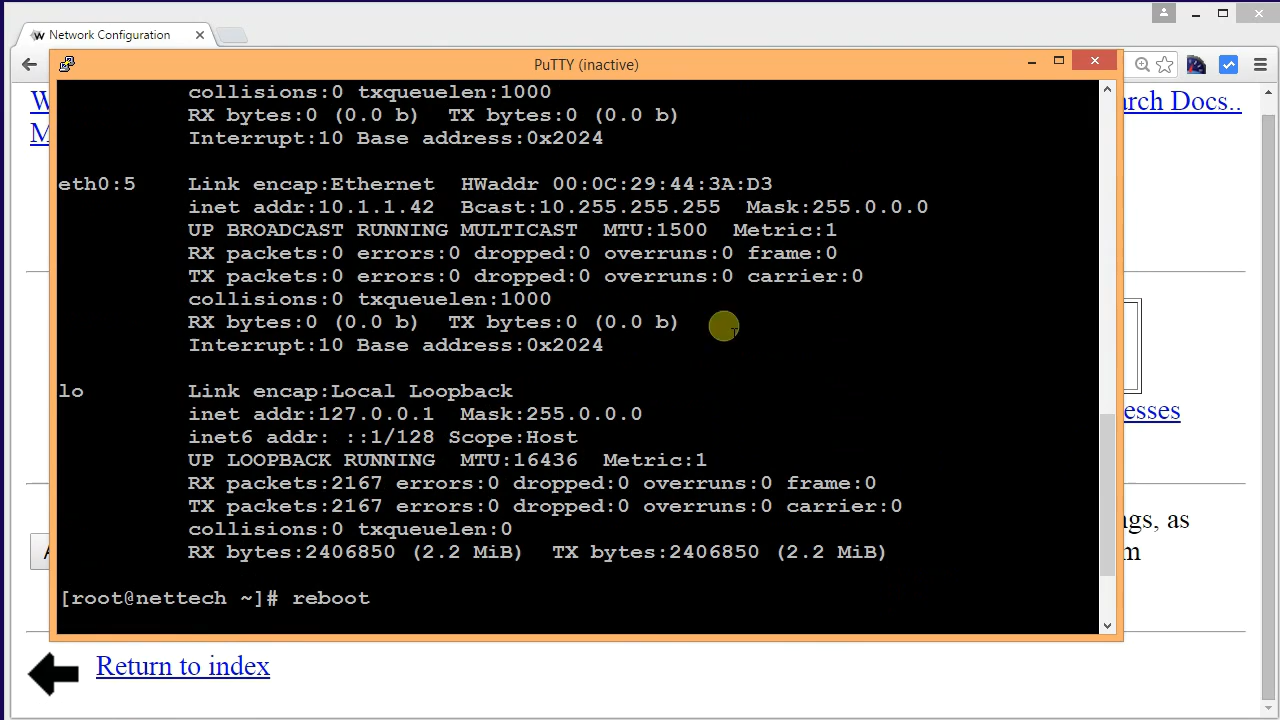 Network Configuration
PuTTY (inactive)
W
arch Docs..
M
collisions:0 txqueuelen:1000
RX bytes:0 (0.0 b)  TX bytes:0 (0.0 b)
Interrupt:10 Base address:0x2024
eth0:5    Link encap:Ethernet  HWaddr 00:0C:29:44:3A:D3
inet addr:10.1.1.42  Bcast:10.255.255.255  Mask:255.0.0.0
UP BROADCAST RUNNING MULTICAST  MTU:1500  Metric:1
RX packets:0 errors:0 dropped:0 overruns:0 frame:0
TX packets:0 errors:0 dropped:0 overruns:0 carrier:0
collisions:0 txqueuelen:1000
RX bytes:0 (0.0 b)  TX bytes:0 (0.0 b)
Interrupt:10 Base address:0x2024
lo        Link encap:Local Loopback
inet addr:127.0.0.1  Mask:255.0.0.0
esses
inet6 addr: ::1/128 Scope:Host
UP LOOPBACK RUNNING  MTU:16436  Metric:1
RX packets:2167 errors:0 dropped:0 overruns:0 frame:0
TX packets:2167 errors:0 dropped:0 overruns:0 carrier:0
ngs, as
collisions:0 txqueuelen:0
RX bytes:2406850 (2.2 MiB)  TX bytes:2406850 (2.2 MiB)
m
[root@nettech ~]# reboot
Return to index